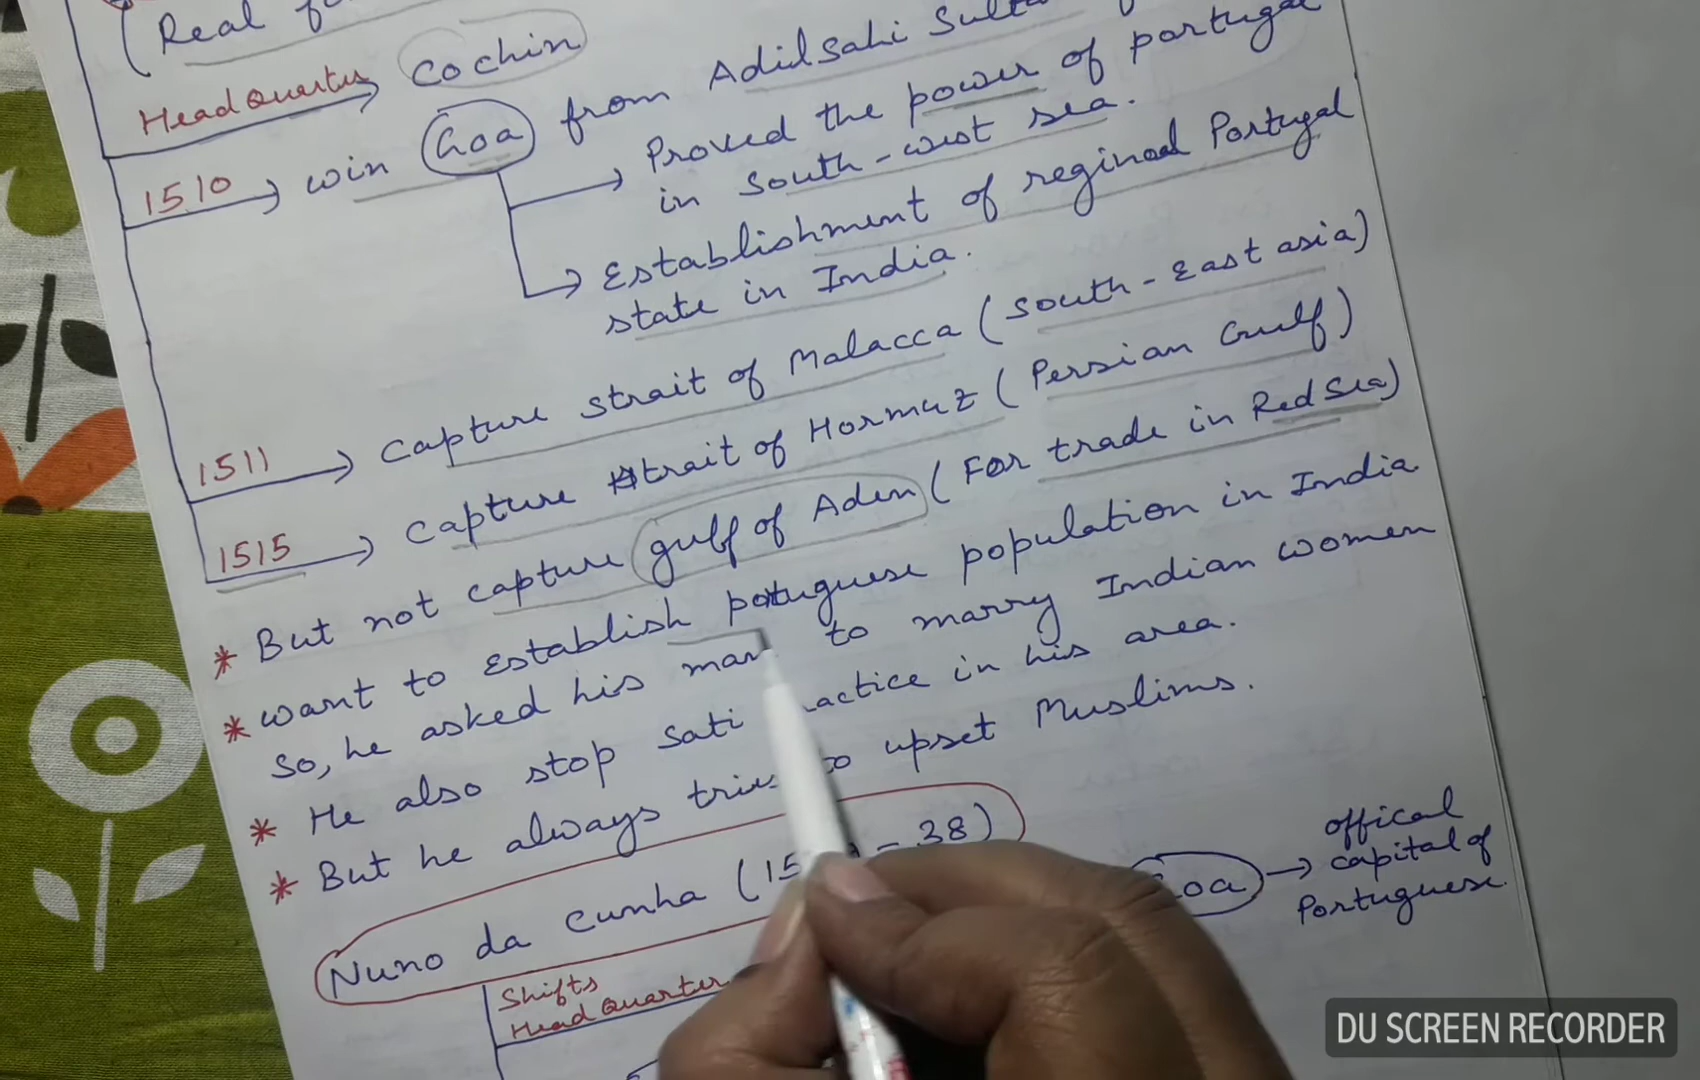 (Real
Head Quarter → Cochin
1510 → win Goa from Adilsahi Sultan
→ Proved the power of portugal
in south-west sea.
→ Establishment of reginoal Portugal
state in India.
1511 → Capture strait of Malacca (South-East asia)
1515 → Capture strait of Hormuz (Persian Gulf)
* But not capture gulf of Aden (For trade in Red Sea)
* want to establish portuguese population in India
So, he asked his man to marry Indian women
* He also stop sati practice in his area.
* But he always tries to upset Muslims.
Nuno da Cunha (15 - 38)
Shifts
Head Quarter
Goa → offical
capital of
Portuguese.
DU SCREEN RECORDER